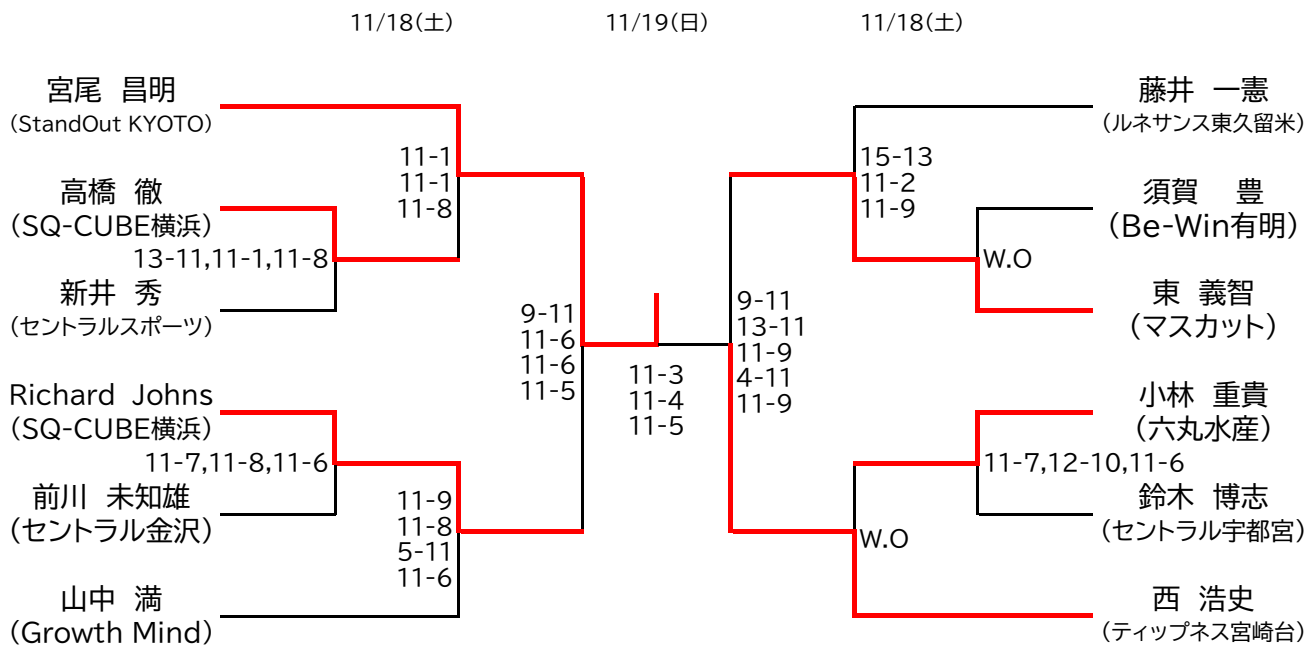 11/18(土)
11/19(日)
11/18(土)
宮尾 昌明
(StandOut KYOTO)
高橋 徹
(SQ-CUBE横浜)
新井 秀
(セントラルスポーツ)
Richard Johns
(SQ-CUBE横浜)
前川 未知雄
(セントラル金沢)
山中 満
(Growth Mind)
13-11,11-1,11-8
11-7,11-8,11-6
11-1
11-1
11-8
11-9
11-8
5-11
11-6
9-11
11-6
11-6
11-5
11-3
11-4
11-5
9-11
13-11
11-9
4-11
11-9
15-13
11-2
11-9
W.O
W.O
11-7,12-10,11-6
藤井 一憲
(ルネサンス東久留米)
須賀 豊
(Be-Win有明)
東 義智
(マスカット)
小林 重貴
(六丸水産)
鈴木 博志
(セントラル宇都宮)
西 浩史
(ティップネス宮崎台)